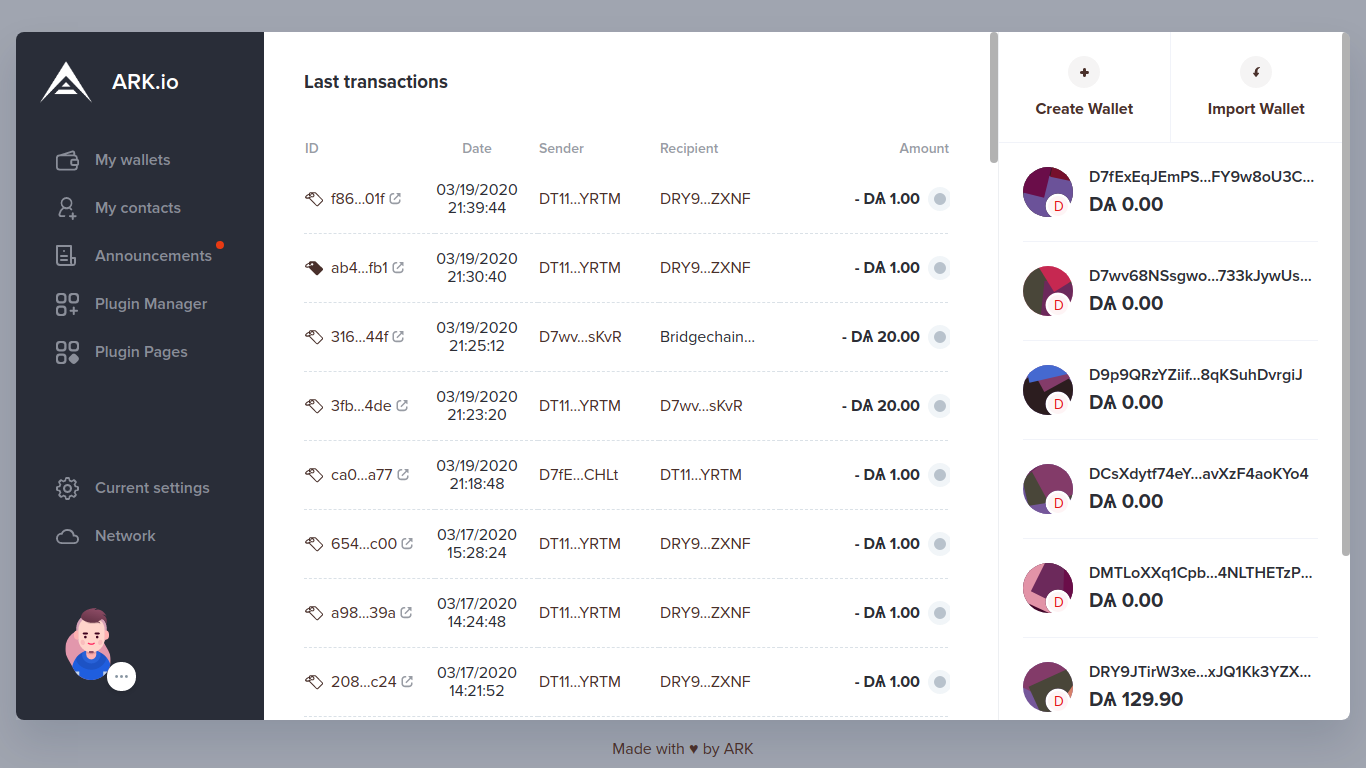 ARK.io
My wallets
My contacts
Announcements
Plugin Manager
Plugin Pages
Current settings
Network
Last transactions
ID Date Sender Recipient Amount
f86...01f 03/19/2020 21:39:44 DT11...YRTM DRY9...ZXNF - DѦ 1.00
ab4...fb1 03/19/2020 21:30:40 DT11...YRTM DRY9...ZXNF - DѦ 1.00
316...44f 03/19/2020 21:25:12 D7wv...sKvR Bridgechain... - DѦ 20.00
3fb...4de 03/19/2020 21:23:20 DT11...YRTM D7wv...sKvR - DѦ 20.00
ca0...a77 03/19/2020 21:18:48 D7fE...CHLt DT11...YRTM - DѦ 1.00
654...c00 03/17/2020 15:28:24 DT11...YRTM DRY9...ZXNF - DѦ 1.00
a98...39a 03/17/2020 14:24:48 DT11...YRTM DRY9...ZXNF - DѦ 1.00
208...c24 03/17/2020 14:21:52 DT11...YRTM DRY9...ZXNF - DѦ 1.00
Create Wallet
Import Wallet
D7fExEqJEmPS...FY9w8oU3C...
D
DѦ 0.00
D7wv68NSsgwo...733kJywUs...
D
DѦ 0.00
D9p9QRzYZiif...8qKSuhDvrgiJ
D
DѦ 0.00
DCsXdytf74eY...avXzF4aoKYo4
D
DѦ 0.00
DMTLoXXq1Cpb...4NLTHETzP...
D
DѦ 0.00
DRY9JTirW3xe...xJQ1Kk3YZX...
D
DѦ 129.90
Made with ♥ by ARK